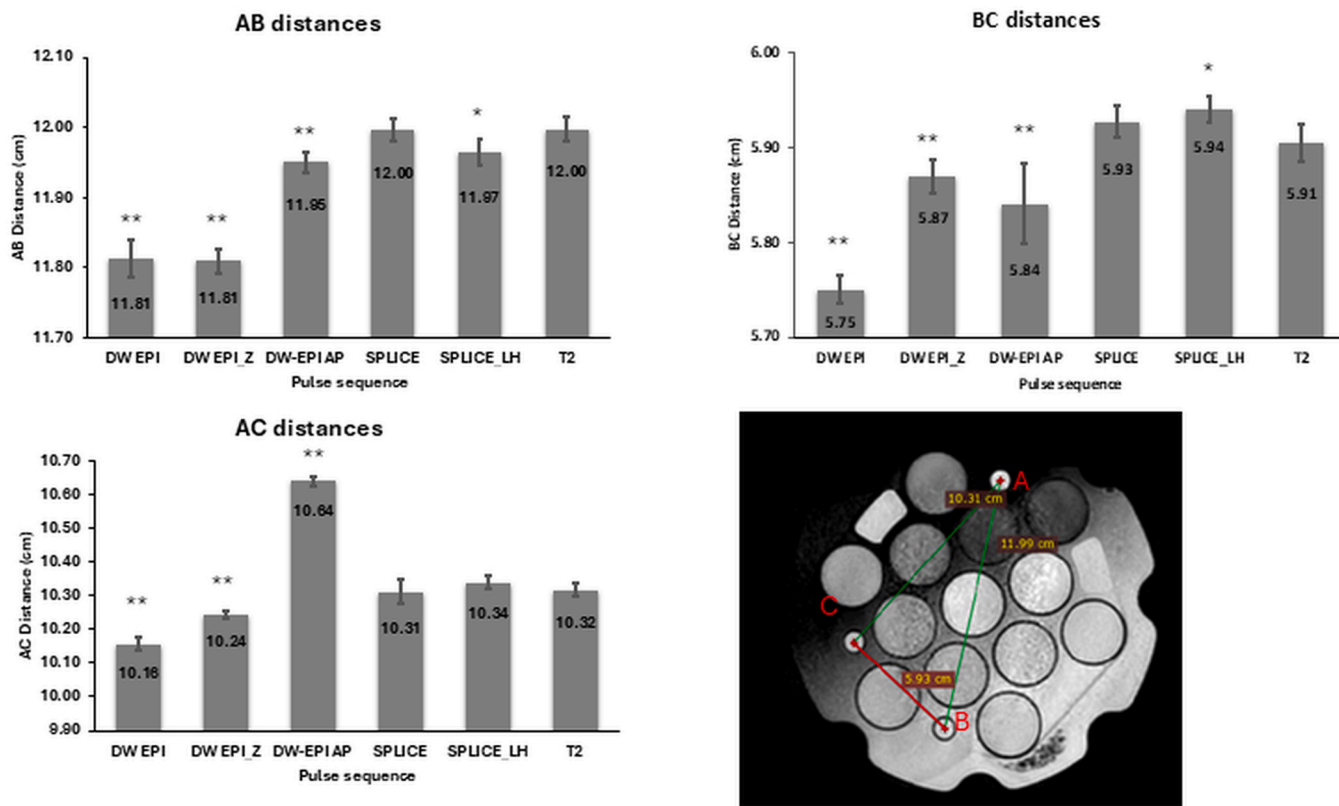 AB distances
12.10
12.00
11.90
11.80
11.70
AB Distance (cm)
**
**
**
*
11.81
11.81
11.95
12.00
11.97
12.00
DW EPI DW EPI_Z DW-EPI AP SPLICE SPLICE_LH T2
Pulse sequence
BC distances
6.00
5.90
5.80
5.70
BC Distance (cm)
**
**
**
*
5.75
5.87
5.84
5.93
5.94
5.91
DW EPI DW EPI_Z DW-EPI AP SPLICE SPLICE_LH T2
Pulse sequence
AC distances
10.70
10.60
10.50
10.40
10.30
10.20
10.10
10.00
9.90
AC Distance (cm)
**
**
**
10.16
10.24
10.64
10.31
10.34
10.32
DW EPI DW EPI_Z DW-EPI AP SPLICE SPLICE_LH T2
Pulse sequence
A
10.31 cm
11.99 cm
C
5.93 cm
B